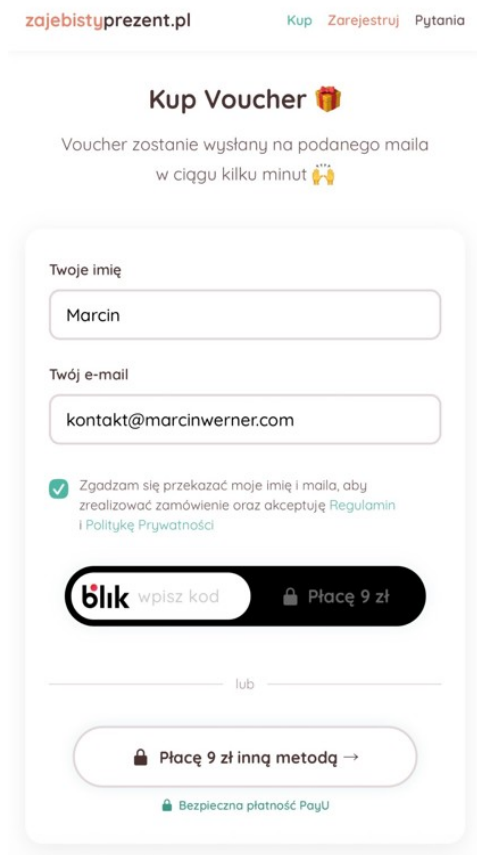 zajebistyprezent.pl Kup Zarejestruj Pytania
Kup Voucher 🎁
Voucher zostanie wysłany na podanego maila
w ciągu kilku minut 🙌
Twoje imię
Marcin
Twój e-mail
kontakt@marcinwerner.com
Zgadzam się przekazać moje imię i maila, aby
zrealizować zamówienie oraz akceptuję Regulamin
i Politykę Prywatności
blik wpisz kod Płacę 9 zł
lub
Płacę 9 zł inną metodą →
Bezpieczna płatność PayU